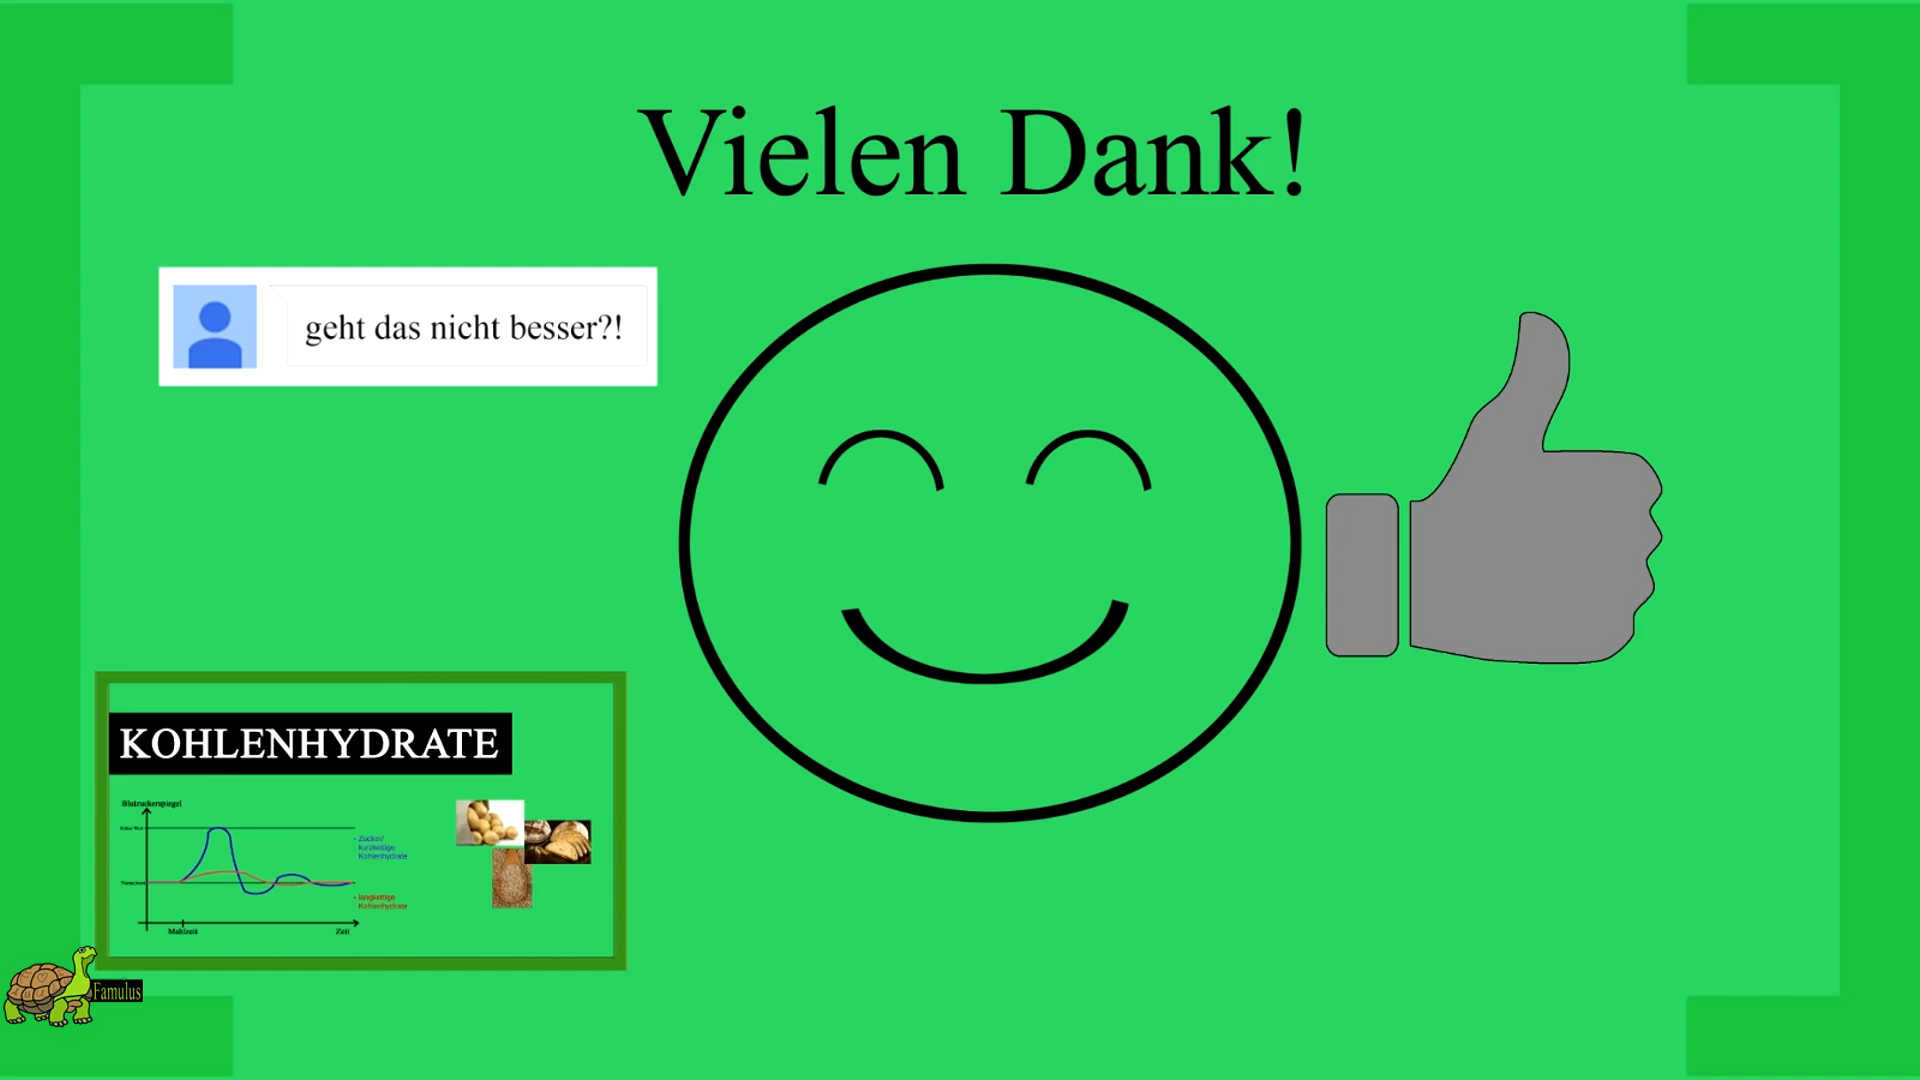 Vielen Dank!
geht das nicht besser?!
KOHLENHYDRATE
Blutzuckerspiegel
Zucker/
kurzkettige
Kohlenhydrate
langkettige
Kohlenhydrate
Mahlzeit
Zeit
Famulus